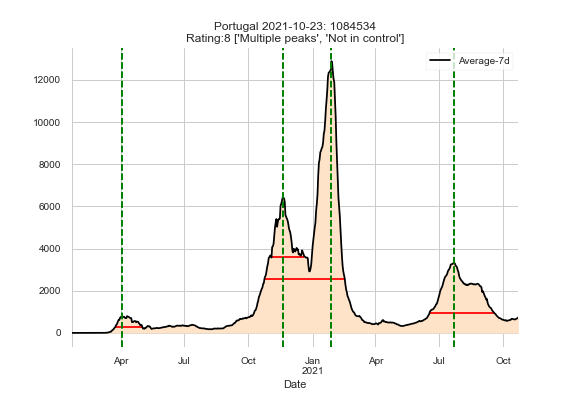 Portugal 2021-10-23: 1084534
Rating:8 ['Multiple peaks', 'Not in control']
Average-7d
12000
10000
8000
6000
4000
2000
0
Apr Jul Oct Jan Apr Jul Oct
2021
Date